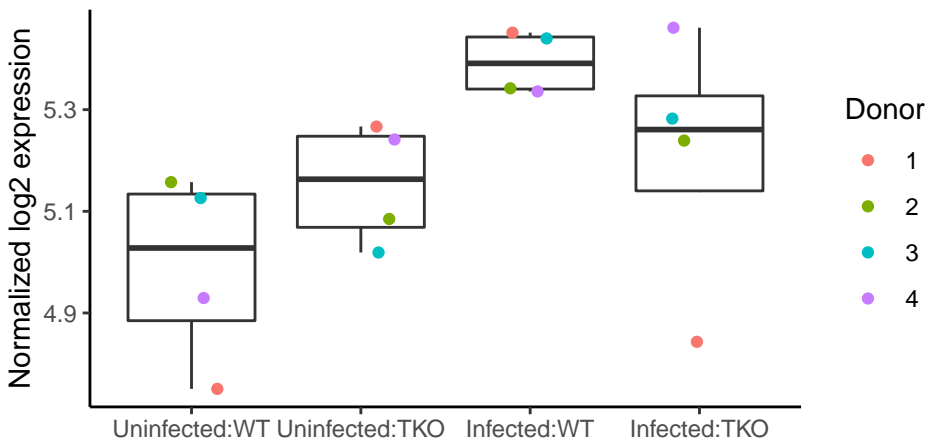 Normalized log2 expression
5.3
5.1
4.9
Uninfected:WT Uninfected:TKO Infected:WT Infected:TKO
Donor
1
2
3
4